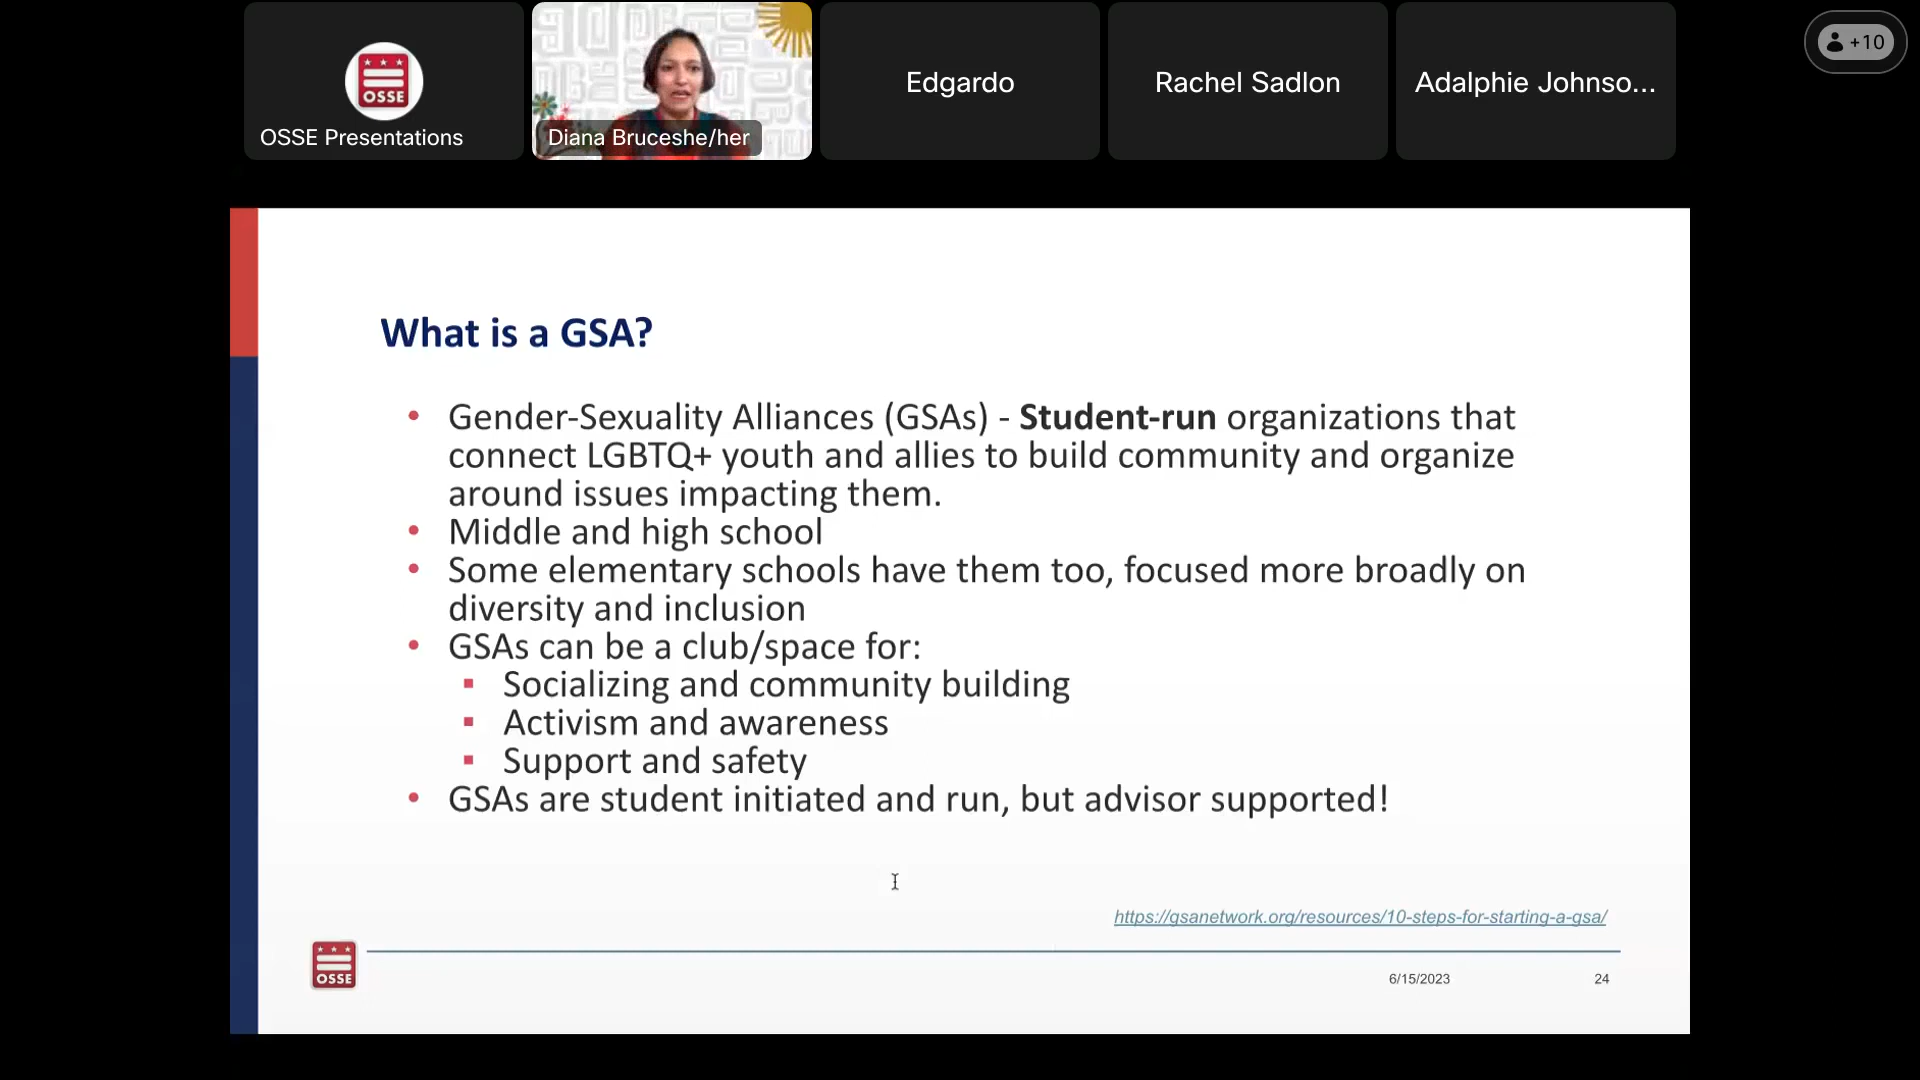 OSSE
OSSE Presentations
Diana Bruceshe/her
Edgardo
Rachel Sadlon
Adalphie Johnso...
+10
What is a GSA?
• Gender-Sexuality Alliances (GSAs) - Student-run organizations that
connect LGBTQ+ youth and allies to build community and organize
around issues impacting them.
• Middle and high school
• Some elementary schools have them too, focused more broadly on
diversity and inclusion
• GSAs can be a club/space for:
▪ Socializing and community building
▪ Activism and awareness
▪ Support and safety
• GSAs are student initiated and run, but advisor supported!
https://gsanetwork.org/resources/10-steps-for-starting-a-gsa/
OSSE
6/15/2023
24